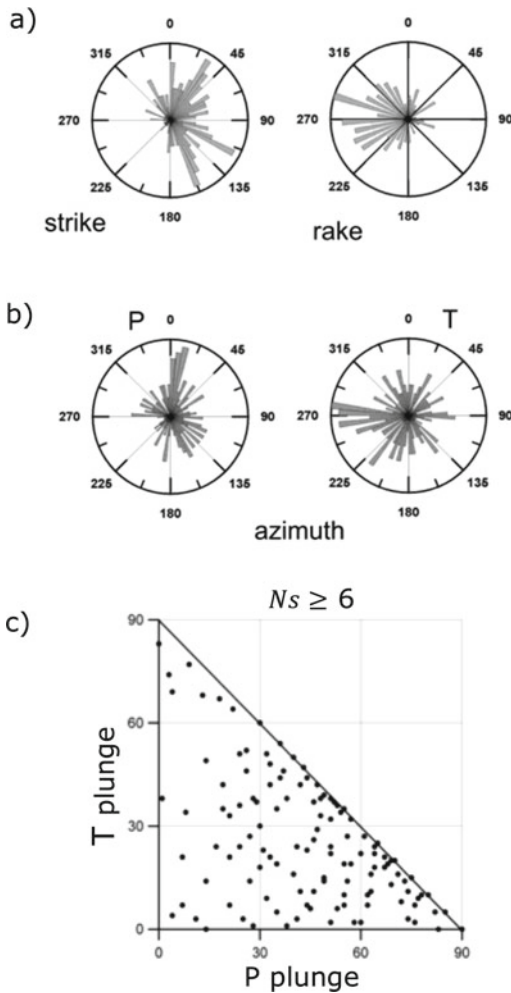 a)
0 0
315 45 315 45
270 90 270 90
225 135 225 135
180 180
strike rake
b)
P 0 0 T
315 45 315 45
270 90 270 90
225 135 225 135
180 180
azimuth
Ns ≥ 6
c)
90
60
30
0
T plunge
0 30 60 90
P plunge